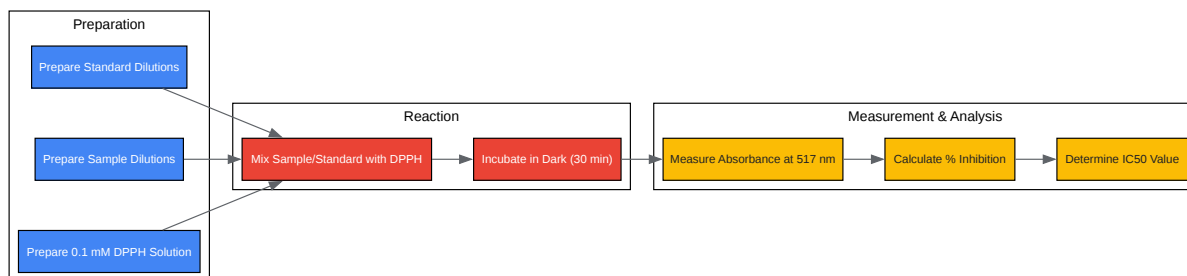 Preparation
Prepare Standard Dilutions
Prepare Sample Dilutions
Prepare 0.1 mM DPPH Solution
Reaction
Mix Sample/Standard with DPPH
Incubate in Dark (30 min)
Measurement & Analysis
Measure Absorbance at 517 nm
Calculate % Inhibition
Determine IC50 Value